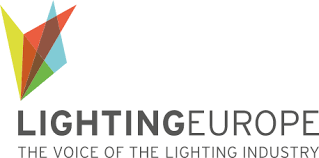 LIGHTINGEUROPE
THE VOICE OF THE LIGHTING INDUSTRY